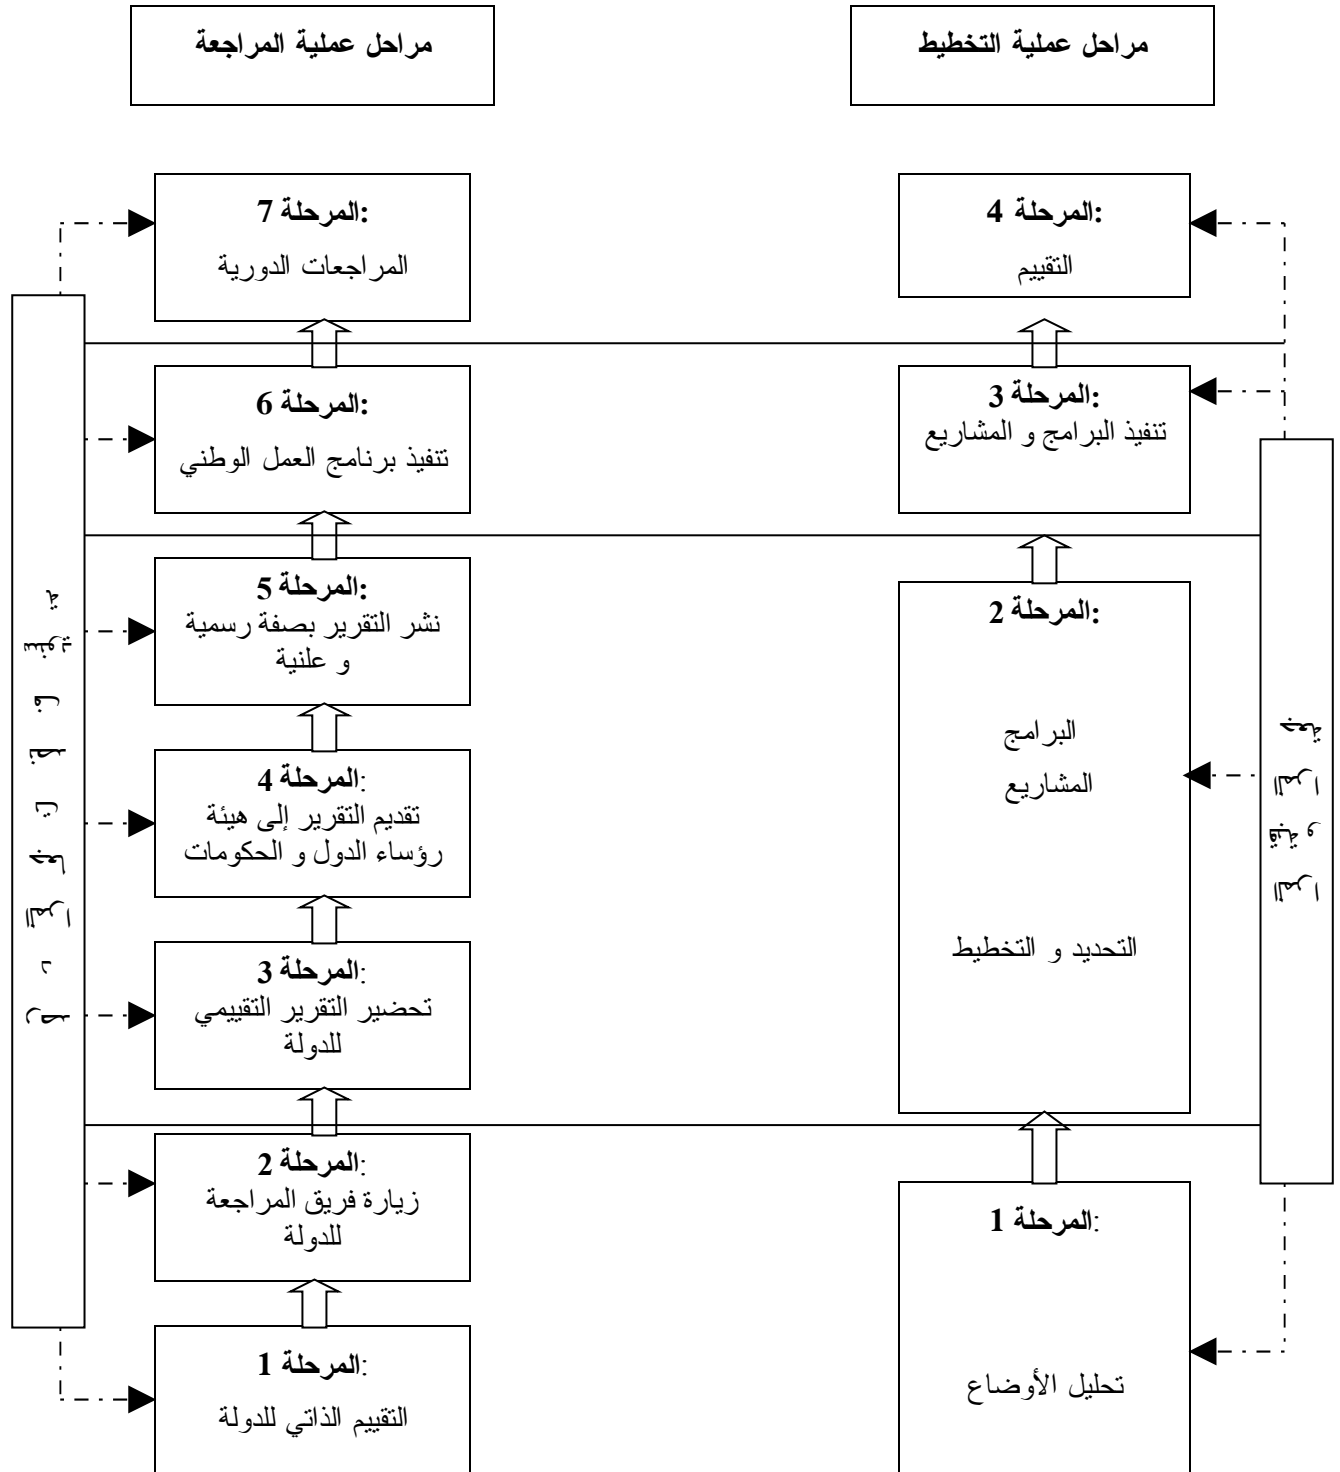 مراحل عملية التخطيط
مراحل عملية المراجعة
المرحلة 4:
التقييم
المرحلة 3:
تنفيذ البرامج و المشاريع
المرحلة 2:
البرامج
المشاريع
التحديد و التخطيط
المرحلة 1:
تحليل الأوضاع
المراقبة و المراجعة
المرحلة 7:
المراجعات الدورية
المرحلة 6:
تنفيذ برنامج العمل الوطني
المرحلة 5:
نشر التقرير بصفة رسمية
و علنية
المرحلة 4:
تقديم التقرير إلى هيئة
رؤساء الدول و الحكومات
المرحلة 3:
تحضير التقرير التقييمي
للدولة
المرحلة 2:
زيارة فريق المراجعة
للدولة
المرحلة 1:
التقييم الذاتي للدولة